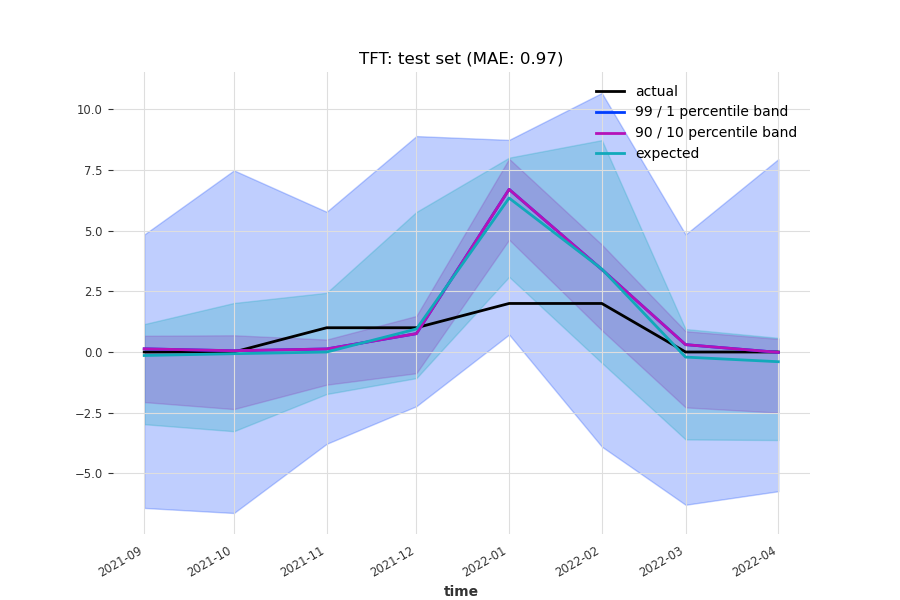 TFT: test set (MAE: 0.97)
actual
99 / 1 percentile band
90 / 10 percentile band
expected
10.0
7.5
5.0
2.5
0.0
−2.5
−5.0
2021-09
2021-10
2021-11
2021-12
2022-01
2022-02
2022-03
2022-04
time